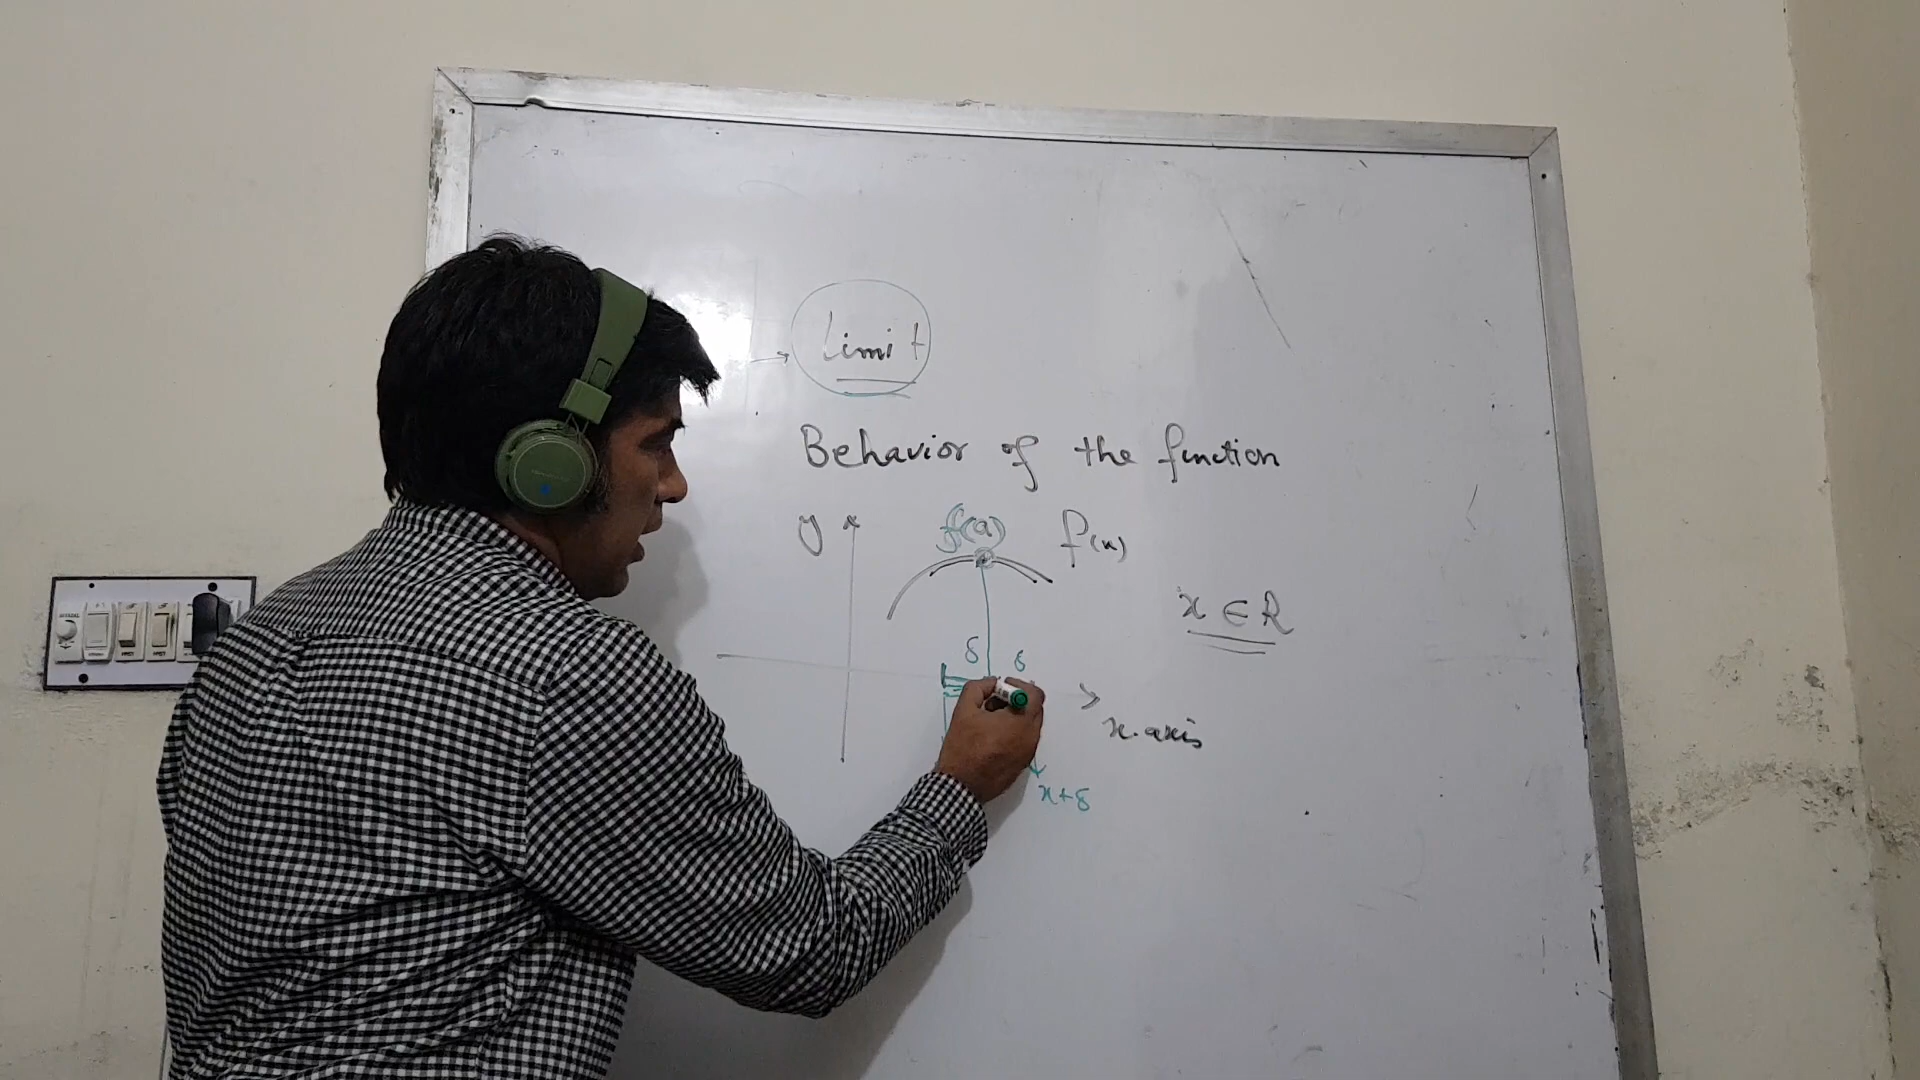 Limit
Behavior of the function
y f(a) f(x)
x ∈ R
δ δ
x-axis
x+δ